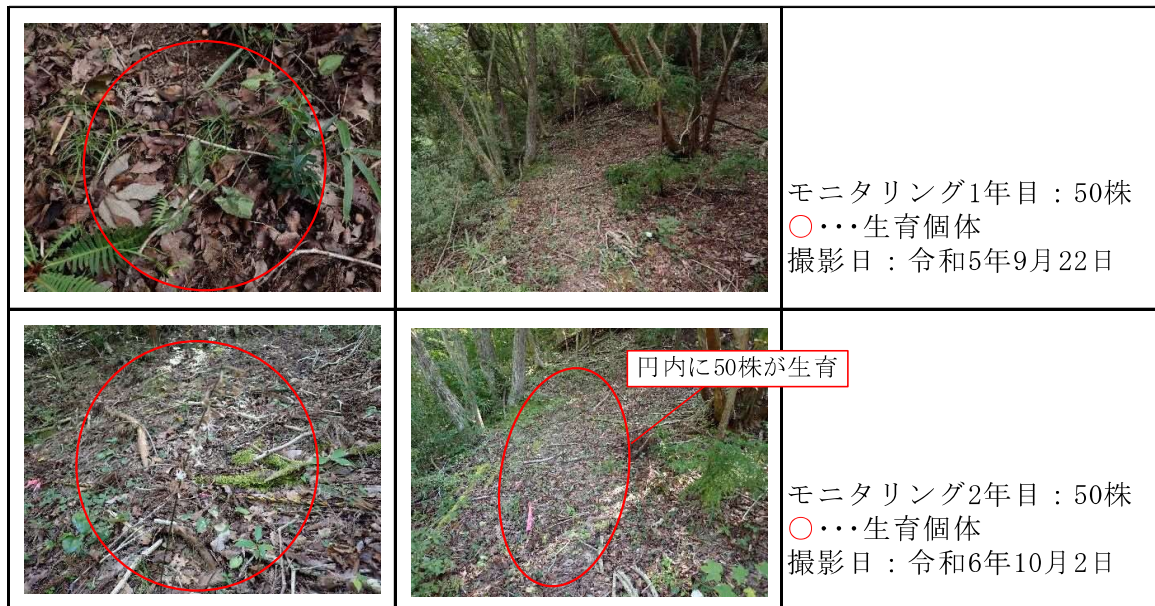 モニタリング1年目：50株
○･･･生育個体
撮影日：令和5年9月22日
円内に50株が生育
モニタリング2年目：50株
○･･･生育個体
撮影日：令和6年10月2日